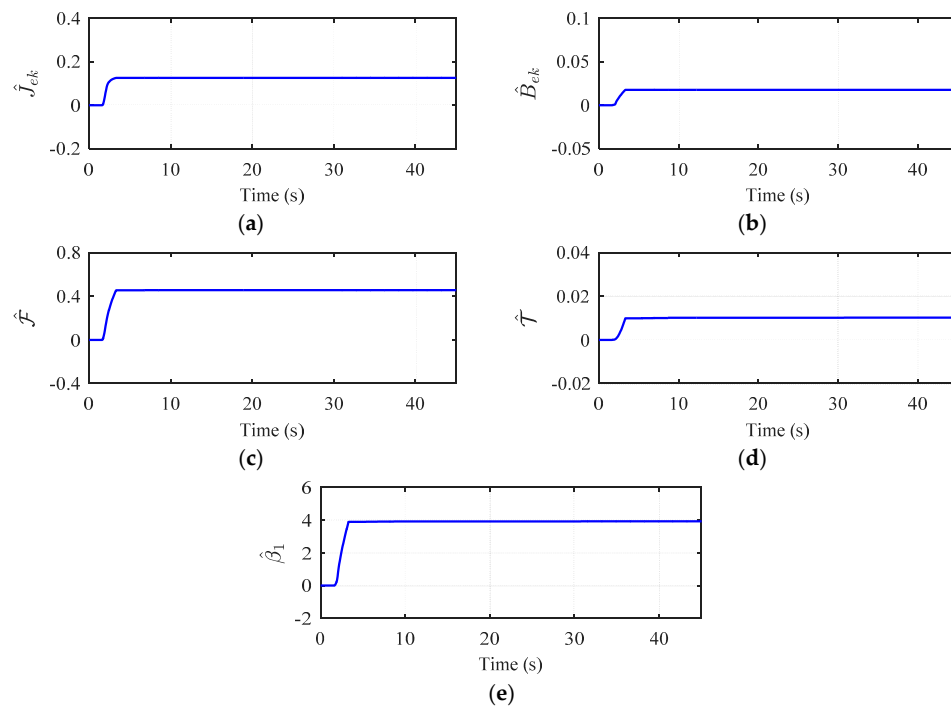 0.4
0.2
0
-0.2
Ĵ_ek
0 10 20 30 40
Time (s)
(a)
0.1
0.05
0
-0.05
B̂_ek
0 10 20 30 40
Time (s)
(b)
0.8
0.4
0
-0.4
ℱ̂
0 10 20 30 40
Time (s)
(c)
0.04
0.02
0
-0.02
𝒯̂
0 10 20 30 40
Time (s)
(d)
6
4
2
0
-2
β̂₁
0 10 20 30 40
Time (s)
(e)